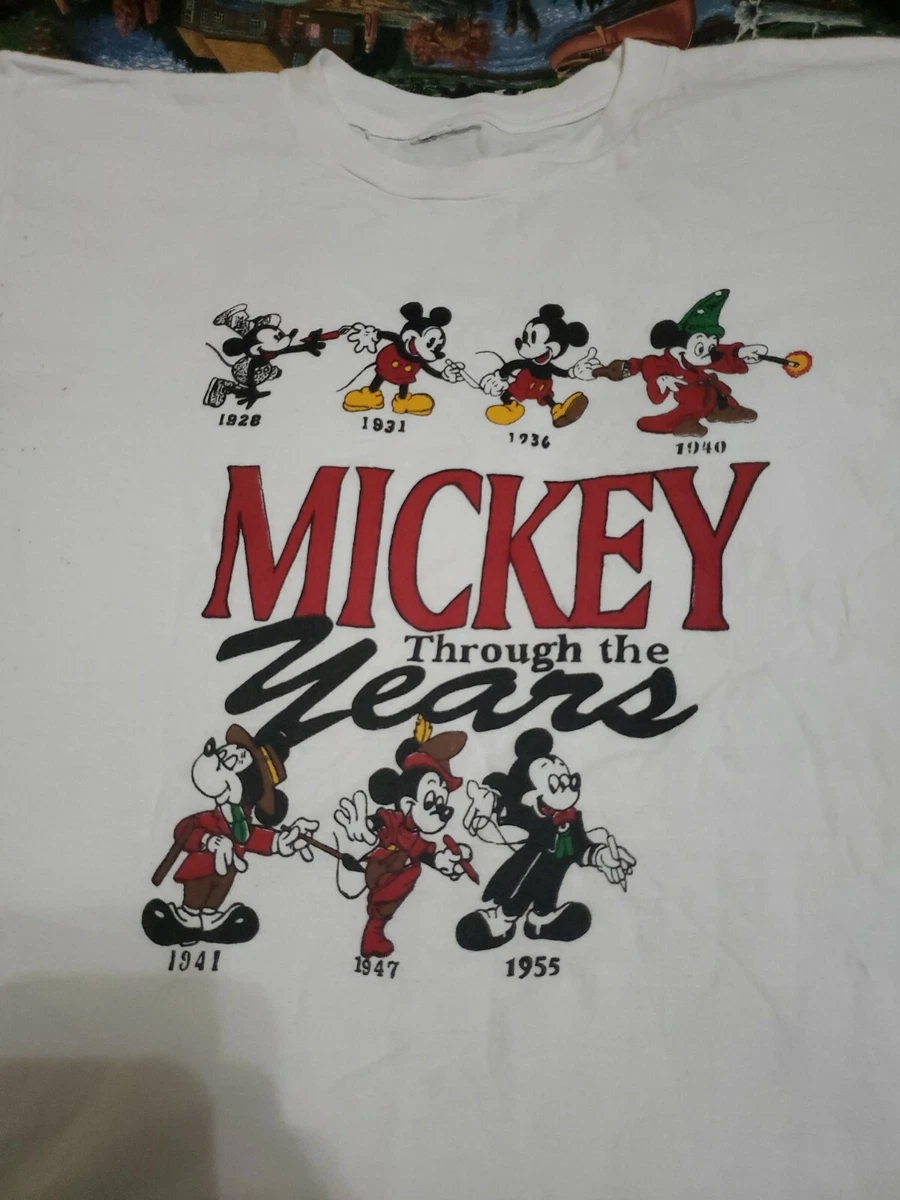 1928 1931 1936 1940
MICKEY
Through the
Years
1941 1947 1955